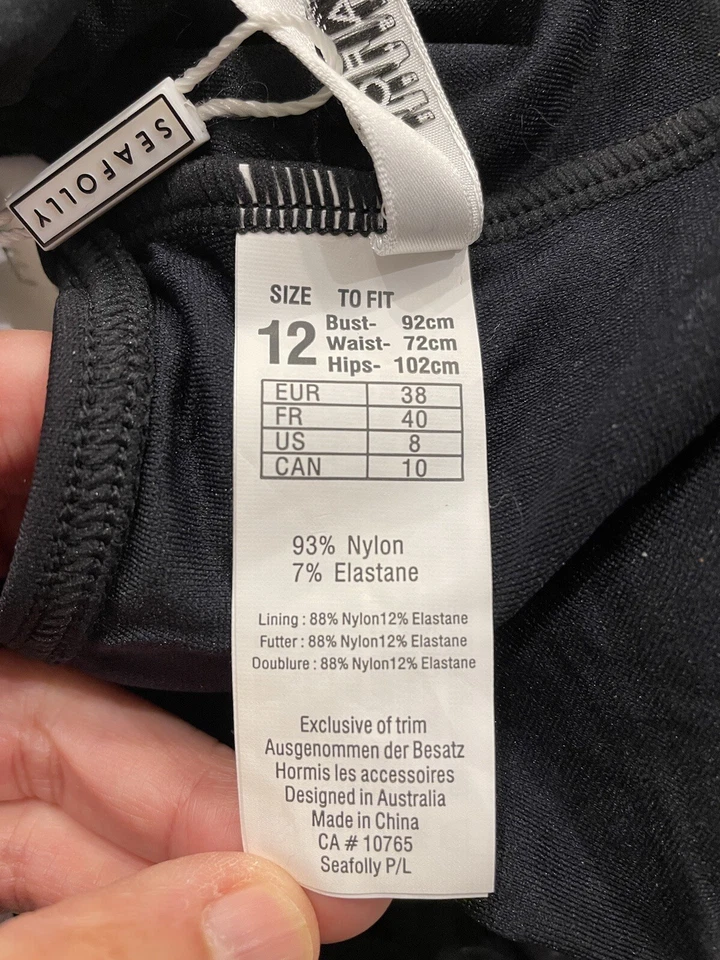 SEAFOLLY
SIZE TO FIT
12
Bust- 92cm
Waist- 72cm
Hips- 102cm
EUR 38
FR 40
US 8
CAN 10
93% Nylon
7% Elastane
Lining : 88% Nylon12% Elastane
Futter : 88% Nylon12% Elastane
Doublure : 88% Nylon12% Elastane
Exclusive of trim
Ausgenommen der Besatz
Hormis les accessoires
Designed in Australia
Made in China
CA # 10765
Seafolly P/L